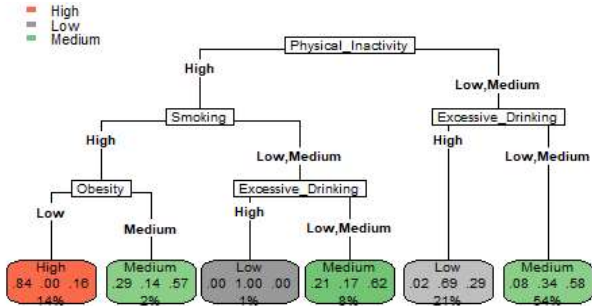 High
Low
Medium
Physical_Inactivity
High
Low,Medium
Smoking
Excessive_Drinking
High
Low,Medium
High
Low,Medium
Obesity
Excessive_Drinking
Low
Medium
High
Low,Medium
High
Medium
Low
Medium
Low
Medium
.84 .00 .16
.29 .14 .57
.00 1.00 .00
.21 .17 .62
.02 .69 .29
.08 .34 .58
14%
2%
1%
8%
21%
54%